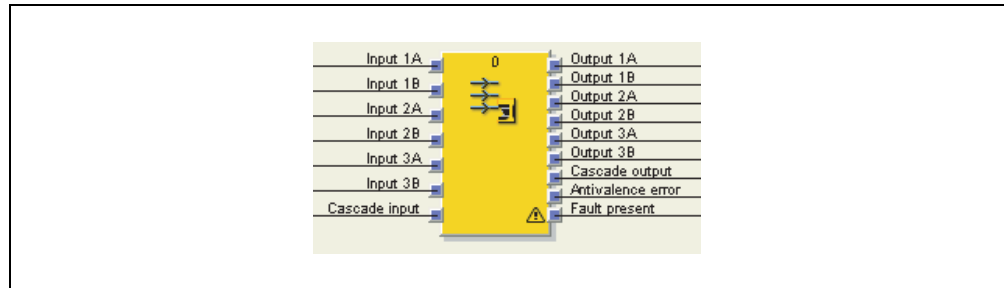 Input 1A
Input 1B
Input 2A
Input 2B
Input 3A
Input 3B
Cascade input
0
Output 1A
Output 1B
Output 2A
Output 2B
Output 3A
Output 3B
Cascade output
Antivalence error
Fault present